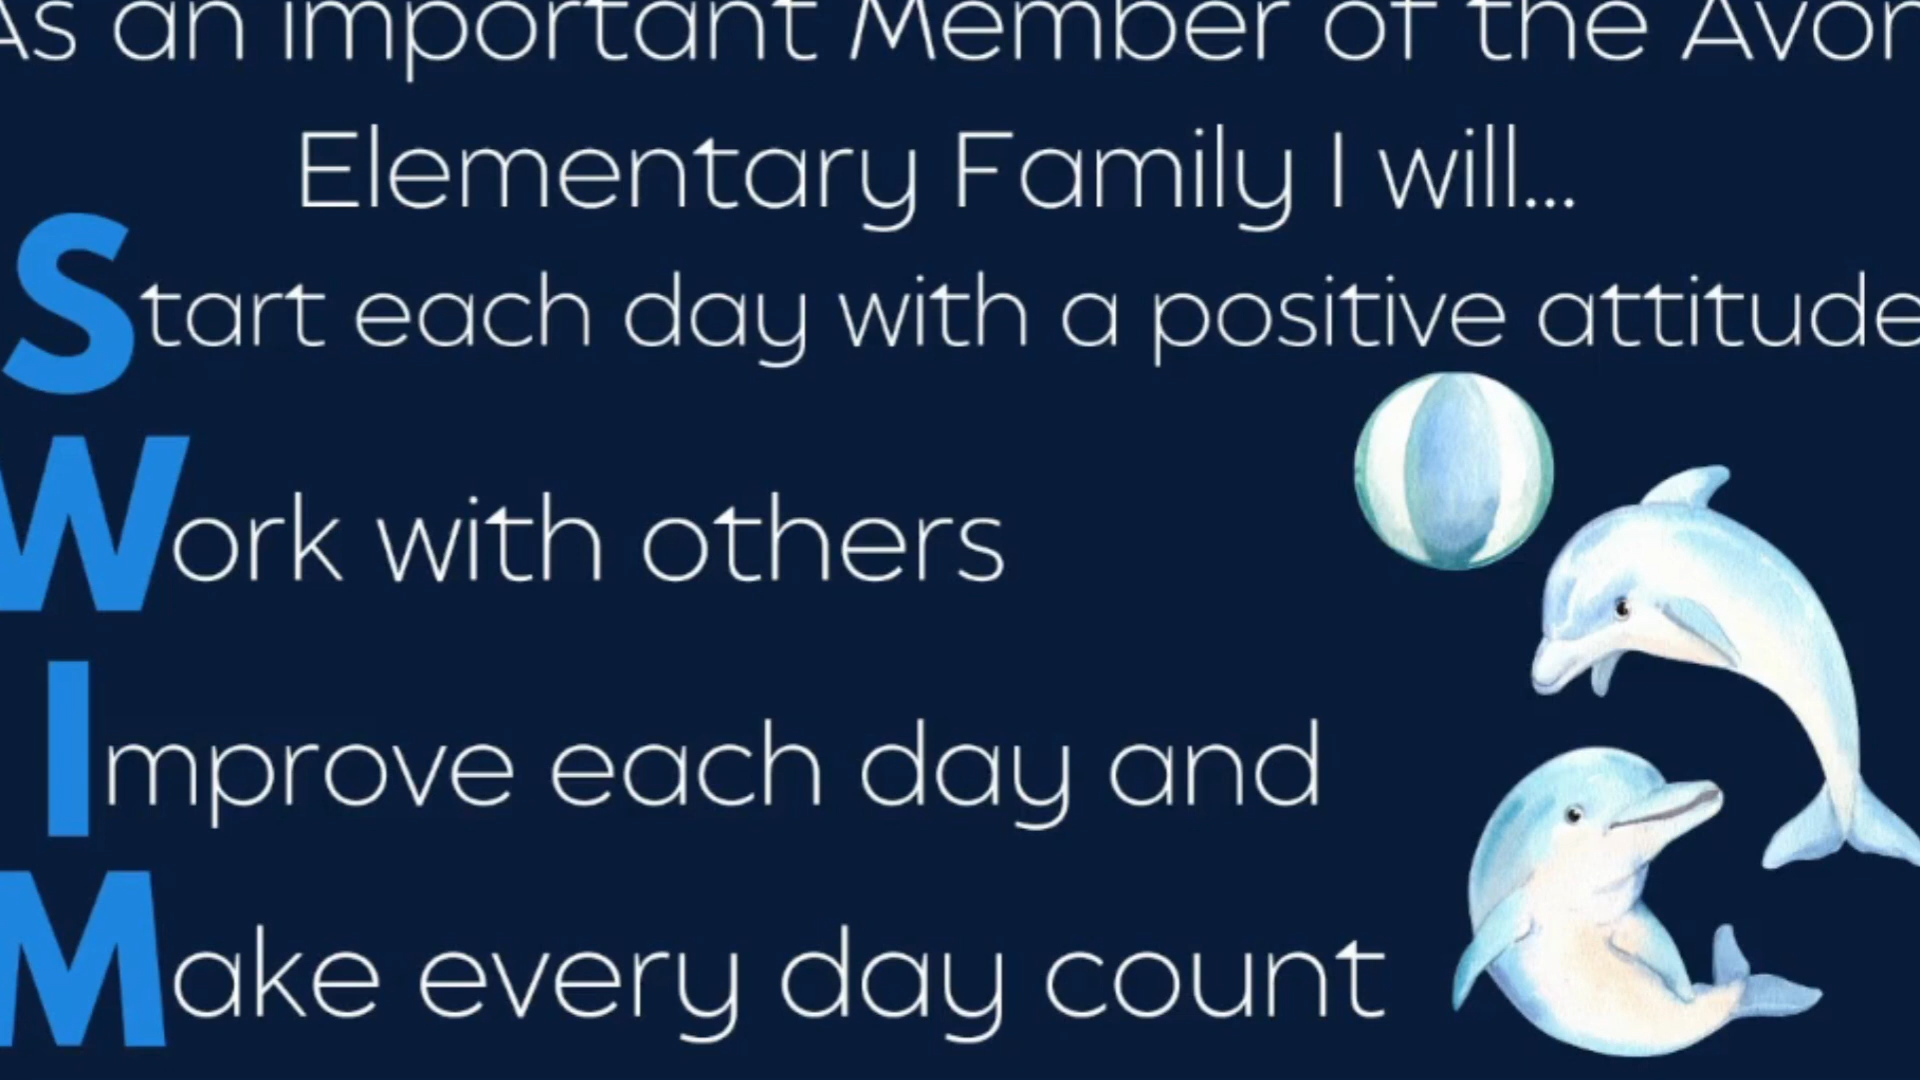 As an important Member of the Avon
Elementary Family I will...
Start each day with a positive attitude
Work with others
Improve each day and
Make every day count